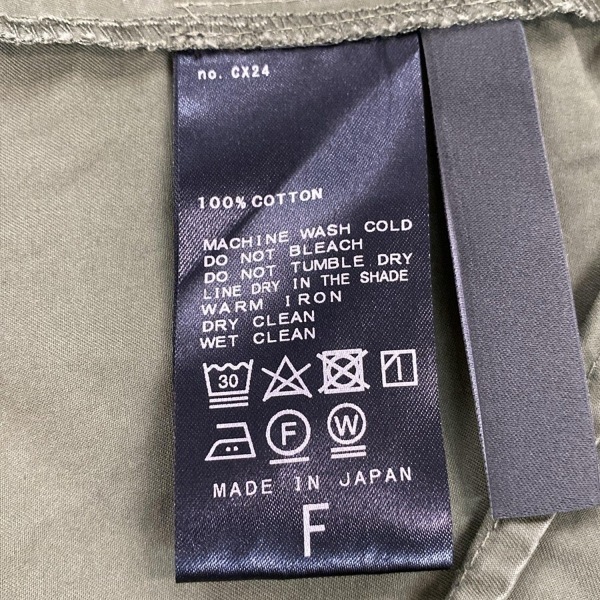 no. CX24
100% COTTON
MACHINE WASH COLD
DO NOT BLEACH
DO NOT TUMBLE DRY
LINE DRY IN THE SHADE
WARM IRON
DRY CLEAN
WET CLEAN
30
F W
MADE IN JAPAN
F